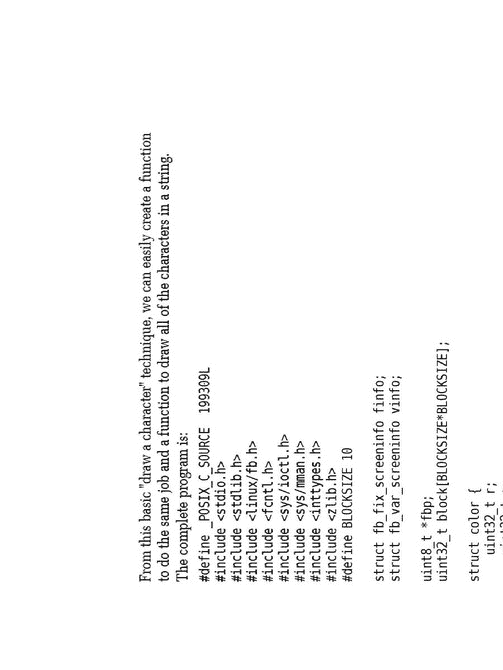 From this basic "draw a character" technique, we can easily create a function
to do the same job and a function to draw all of the characters in a string.
The complete program is:
#define _POSIX_C_SOURCE 199309L
#include <stdio.h>
#include <stdlib.h>
#include <linux/fb.h>
#include <fcntl.h>
#include <sys/ioctl.h>
#include <sys/mman.h>
#include <inttypes.h>
#include <zlib.h>
#define BLOCKSIZE 10
struct fb_fix_screeninfo finfo;
struct fb_var_screeninfo vinfo;
uint8_t *fbp;
uint32_t block[BLOCKSIZE*BLOCKSIZE];
struct color {
uint32_t r;